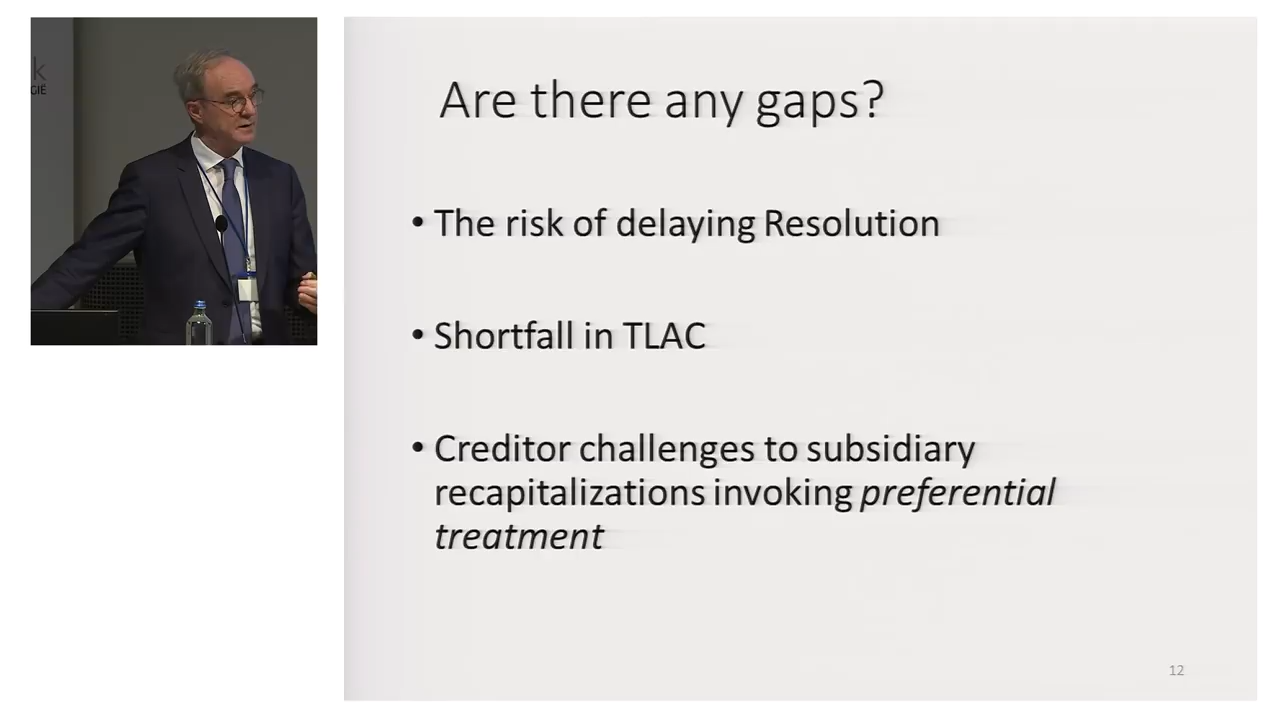 k
GIË
Are there any gaps?
• The risk of delaying Resolution
• Shortfall in TLAC
• Creditor challenges to subsidiary
recapitalizations invoking preferential
treatment
12